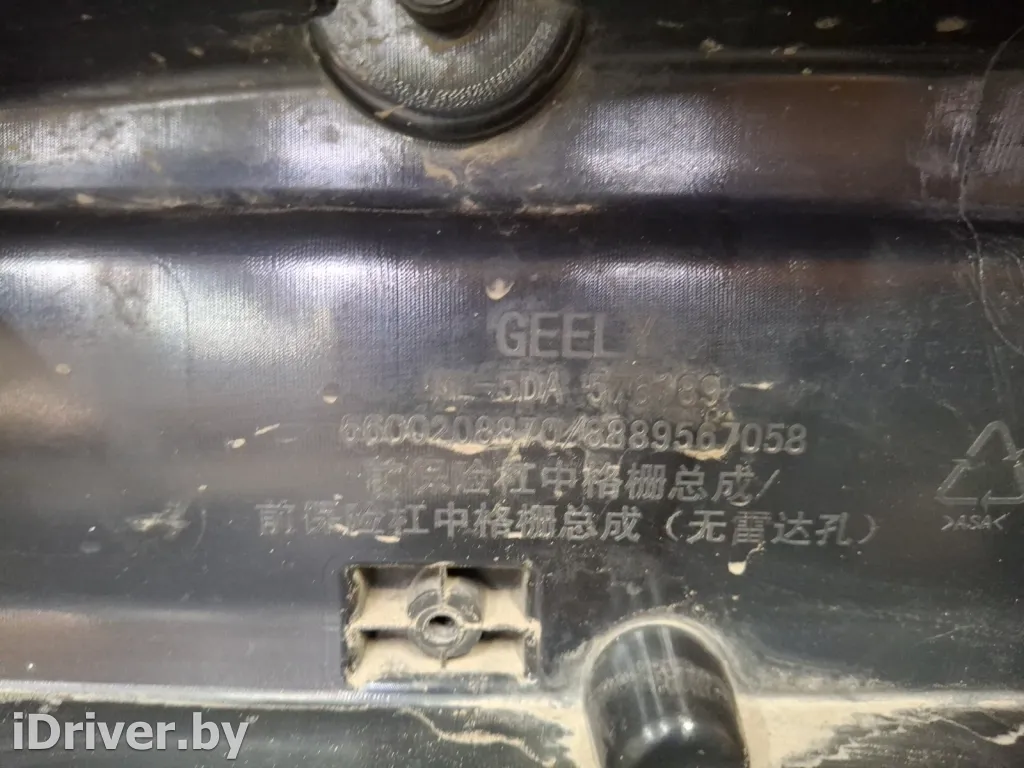 GEELY
6600208870/8889567058
前保险杠中格栅总成/
前保险杠中格栅总成（无雷达孔）
>ASA<
iDriver.by